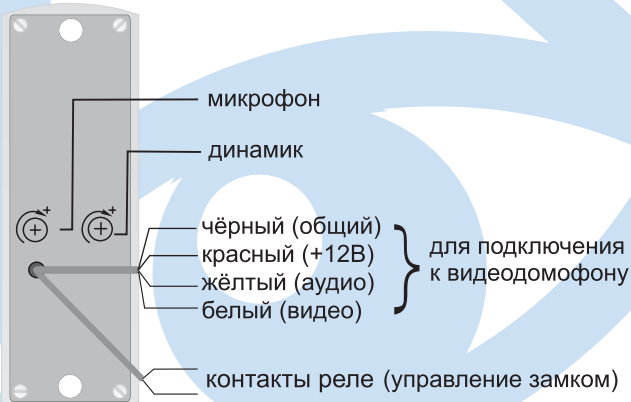 микрофон
динамик
чёрный (общий)
красный (+12В)
жёлтый (аудио)
белый (видео)
для подключения
к видеодомофону
контакты реле (управление замком)